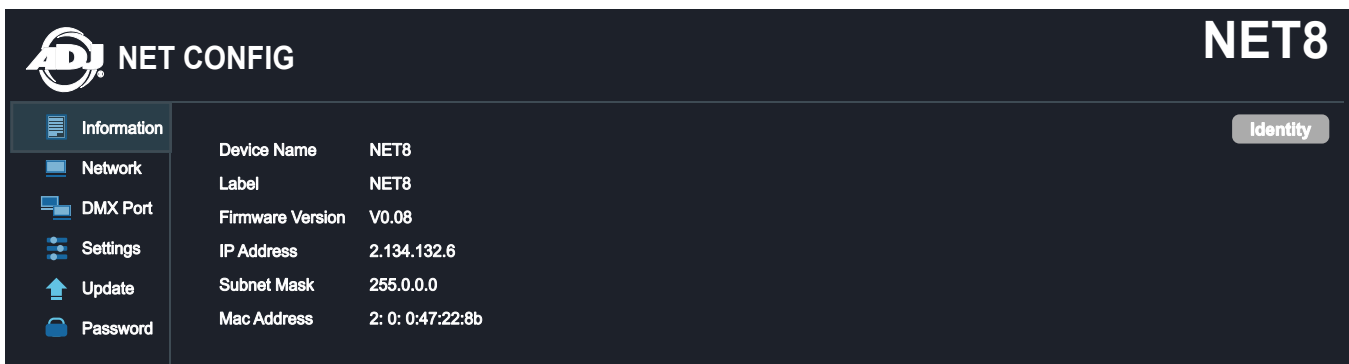 ADJ NET CONFIG
NET8
Information
Network
DMX Port
Settings
Update
Password
Identity
Device Name NET8
Label NET8
Firmware Version V0.08
IP Address 2.134.132.6
Subnet Mask 255.0.0.0
Mac Address 2: 0: 0:47:22:8b